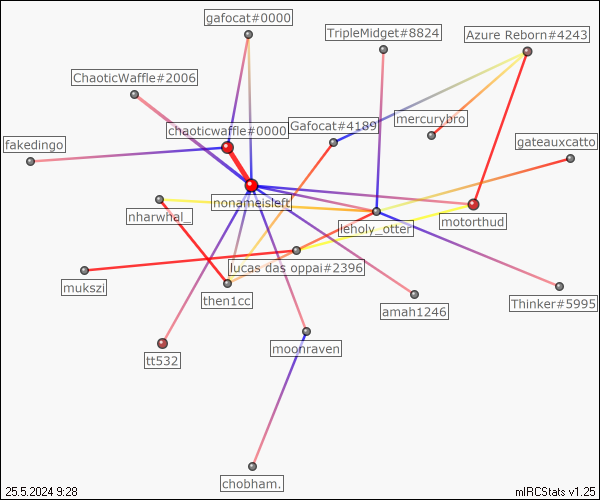 gafocat#0000
TripleMidget#8824
Azure Reborn#4243
ChaoticWaffle#2006
mercurybro
Gafocat#4189
chaoticwaffle#0000
fakedingo
gateauxcatto
nonameisleft
nharwhal_
leholy_otter
motorthud
lucas das oppai#2396
mukszi
then1cc
amah1246
Thinker#5995
moonraven
tt532
chobham.
25.5.2024 9:28
mIRCStats v1.25